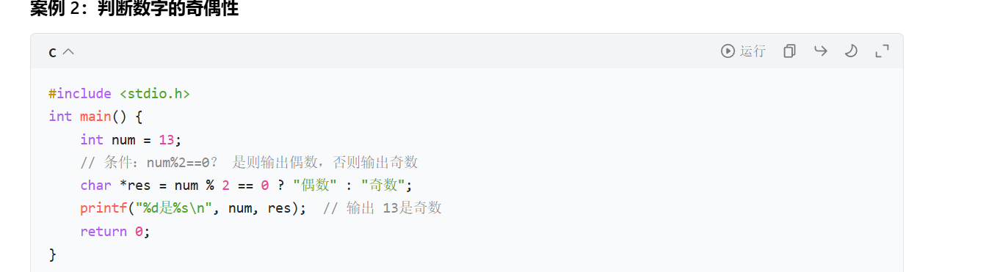 案例 2：判断数字的奇偶性
C 运行
#include <stdio.h>
int main() {
    int num = 13;
    // 条件：num%2==0？ 是则输出偶数，否则输出奇数
    char *res = num % 2 == 0 ? "偶数" : "奇数";
    printf("%d是%s\n", num, res);  // 输出 13是奇数
    return 0;
}